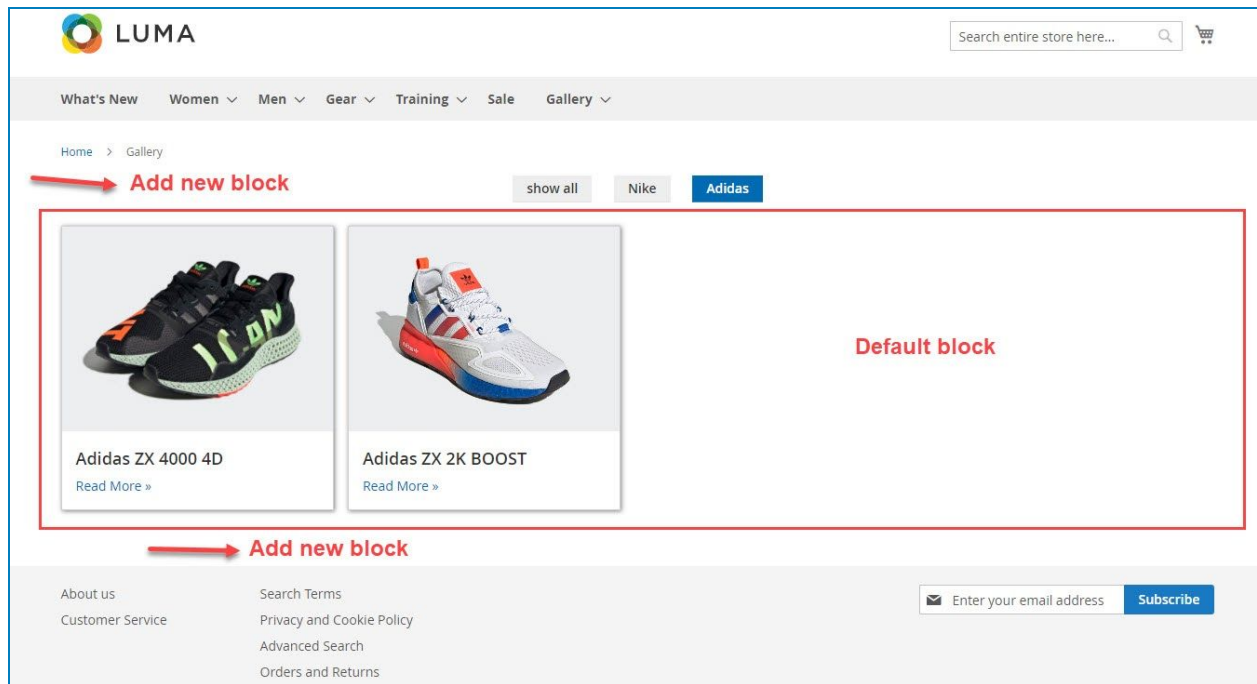 LUMA
Search entire store here...
What's New Women Men Gear Training Sale Gallery
Home > Gallery
Add new block
show all Nike Adidas
Default block
Adidas ZX 4000 4D Adidas ZX 2K BOOST
Read More » Read More »
Add new block
About us Search Terms Enter your email address Subscribe
Customer Service Privacy and Cookie Policy
Advanced Search
Orders and Returns